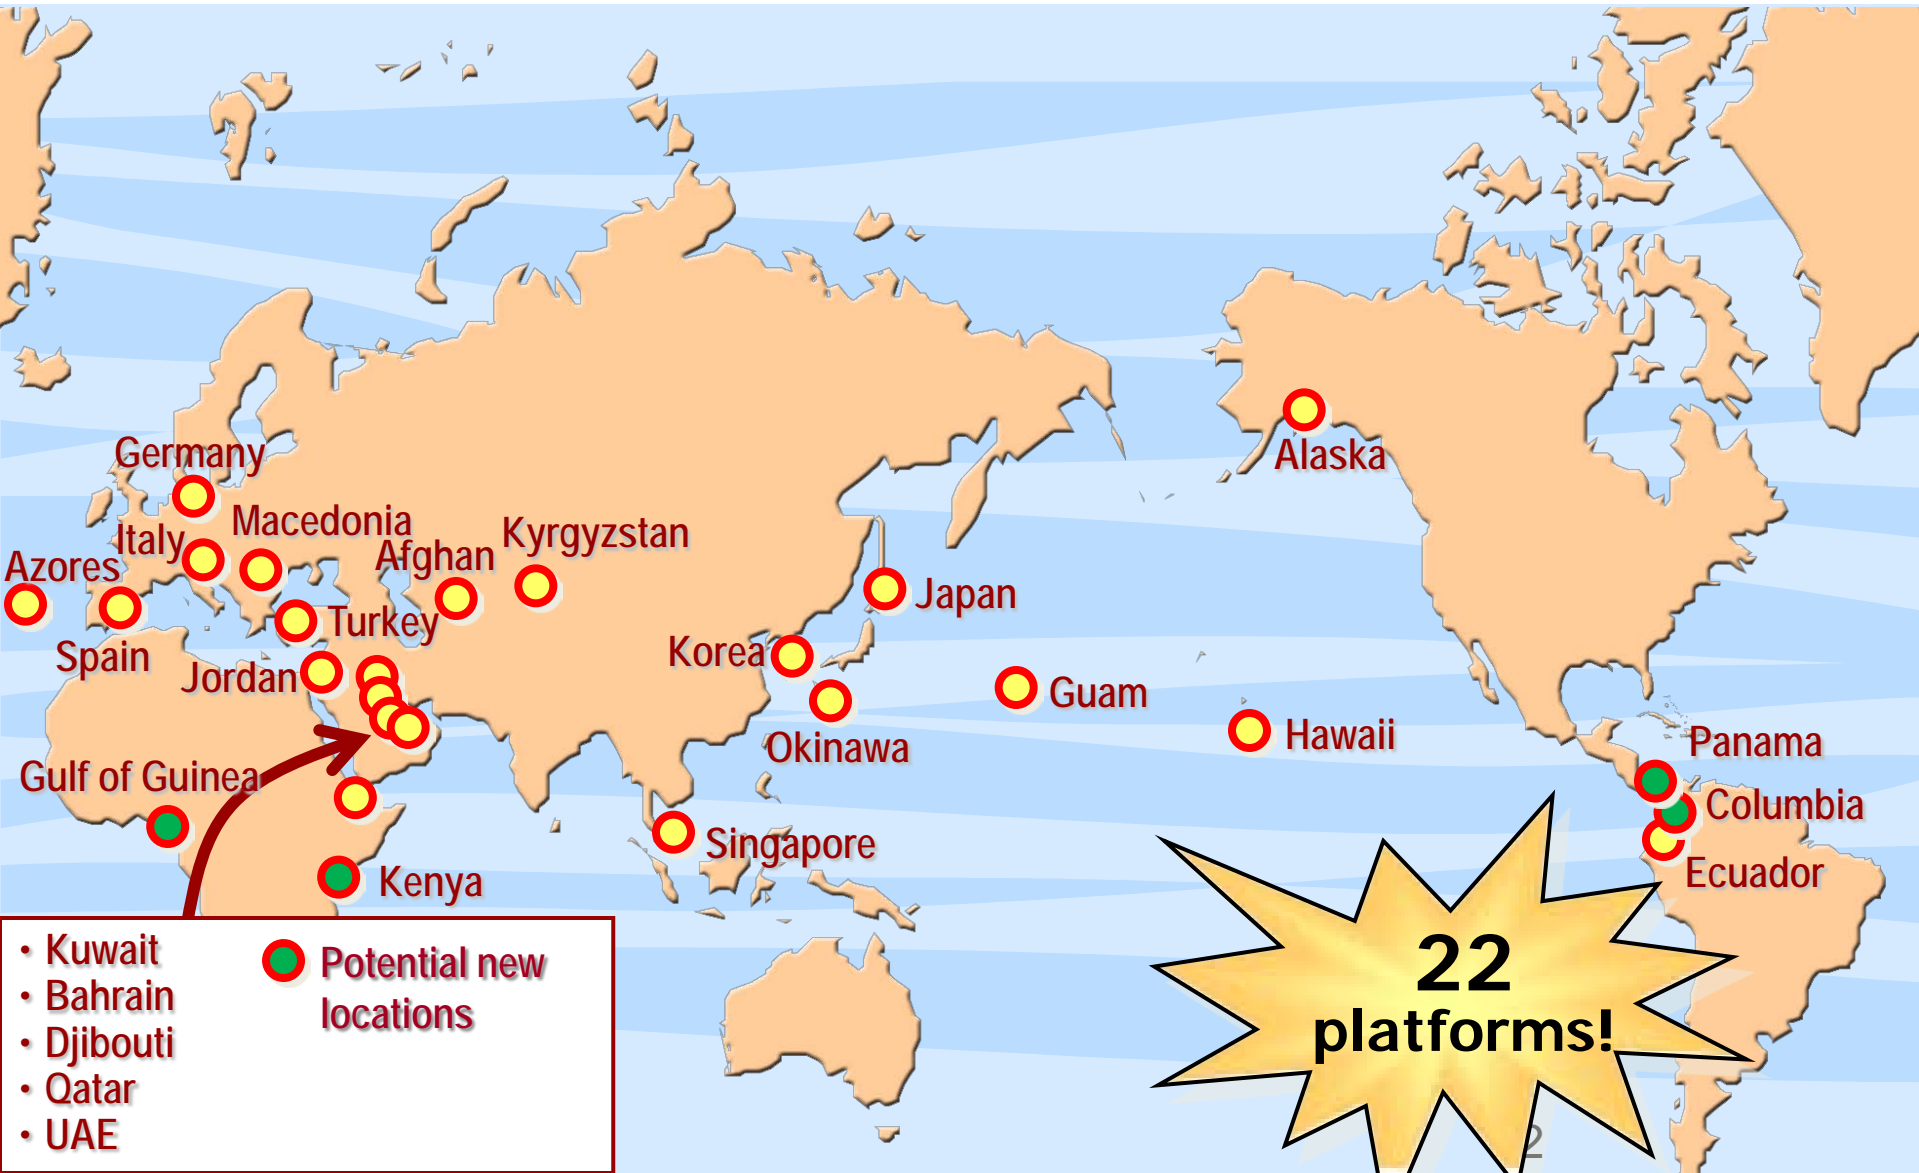 Germany
Alaska
Macedonia
Italy
Kyrgyzstan
Afghan
Azores
Japan
Turkey
Korea
Spain
Jordan
Guam
Hawaii
Panama
Okinawa
Gulf of Guinea
Columbia
Singapore
Ecuador
Kenya
• Kuwait
• Bahrain
• Djibouti
• Qatar
• UAE
Potential new
locations
22
platforms!
2